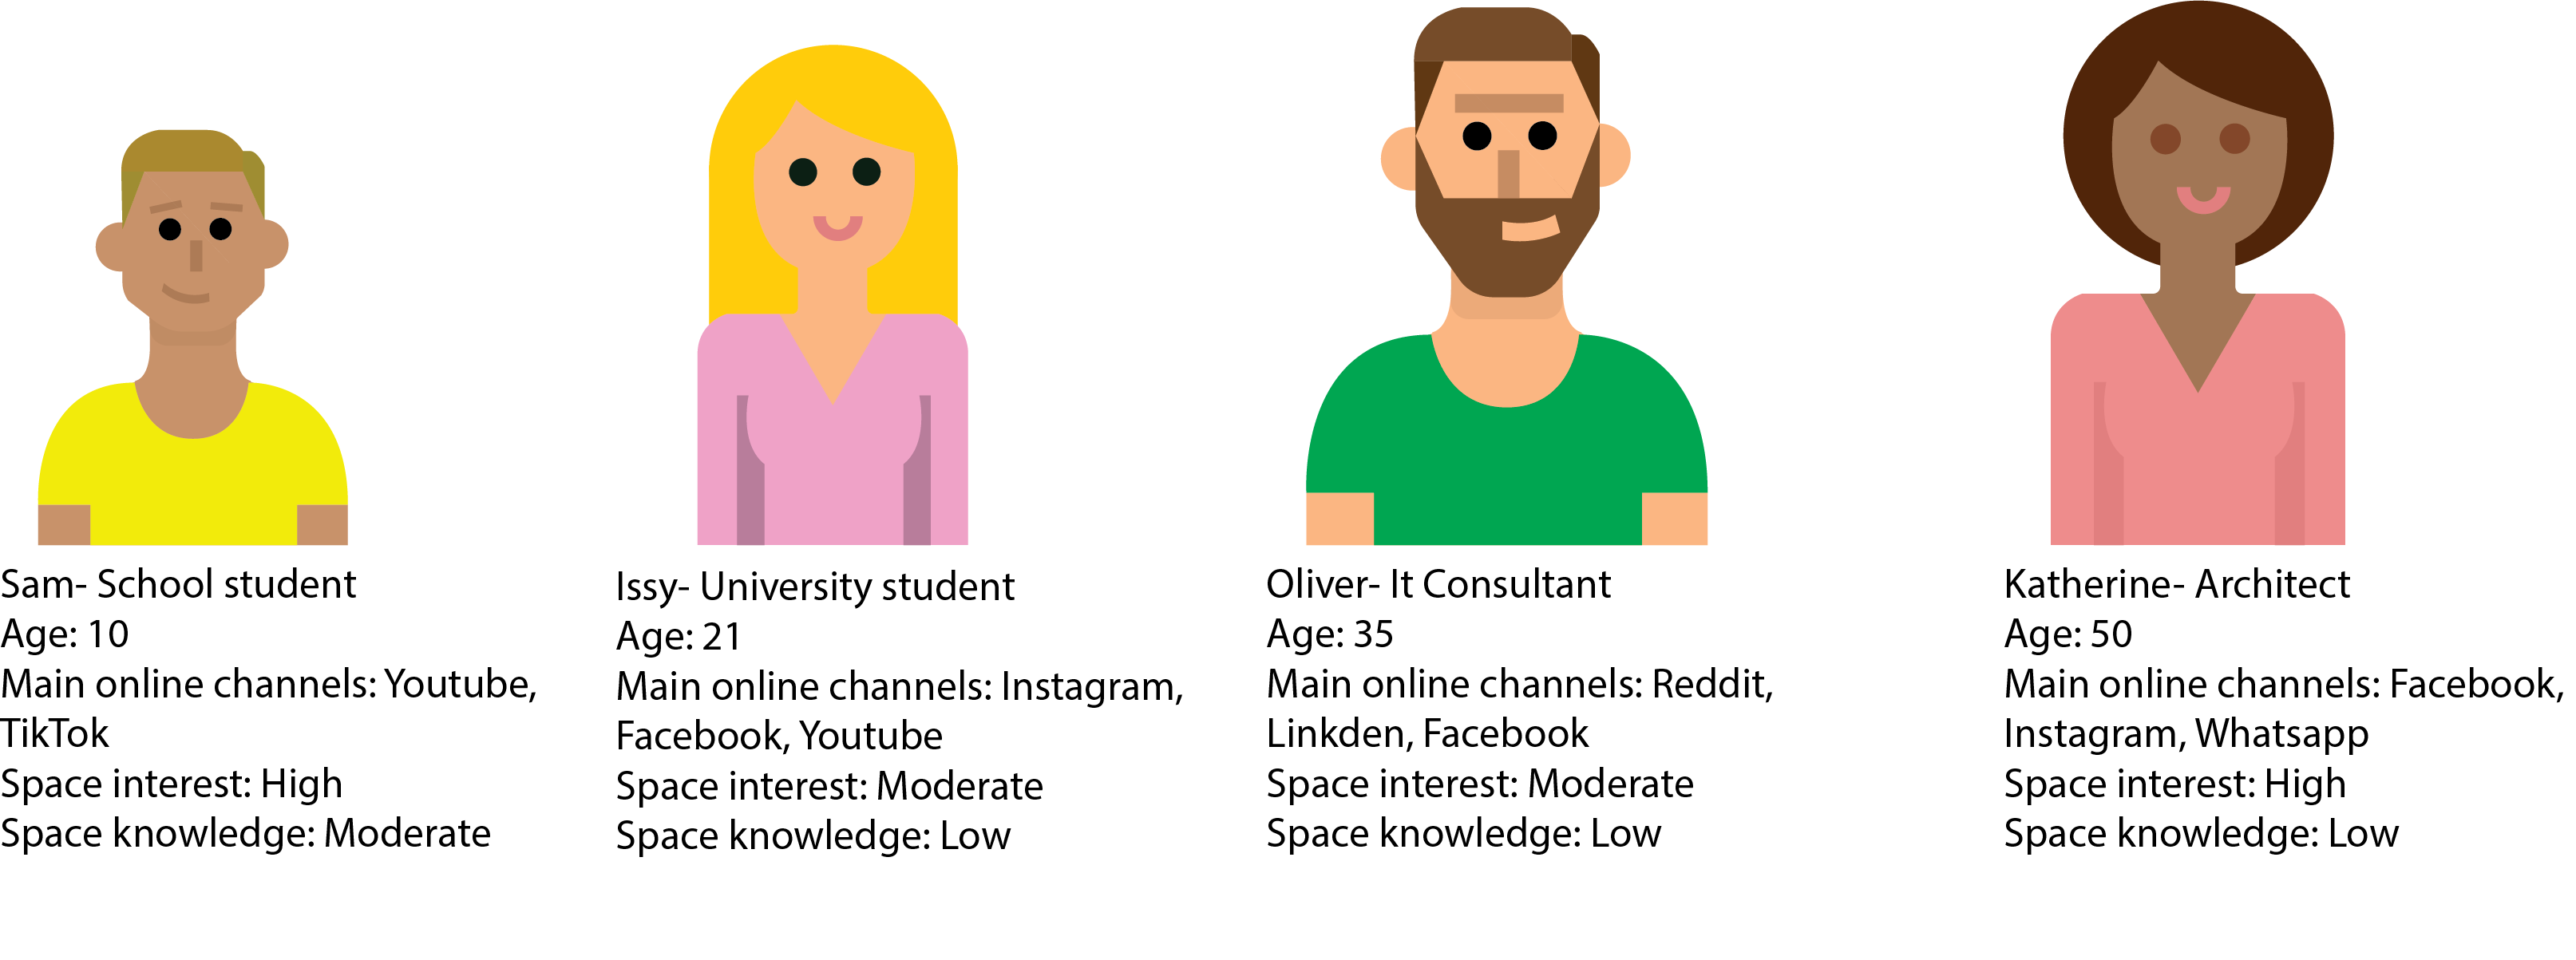 Sam- School student
Age: 10
Main online channels: Youtube,
TikTok
Space interest: High
Space knowledge: Moderate
Issy- University student
Age: 21
Main online channels: Instagram,
Facebook, Youtube
Space interest: Moderate
Space knowledge: Low
Oliver- It Consultant
Age: 35
Main online channels: Reddit,
Linkden, Facebook
Space interest: Moderate
Space knowledge: Low
Katherine- Architect
Age: 50
Main online channels: Facebook,
Instagram, Whatsapp
Space interest: High
Space knowledge: Low